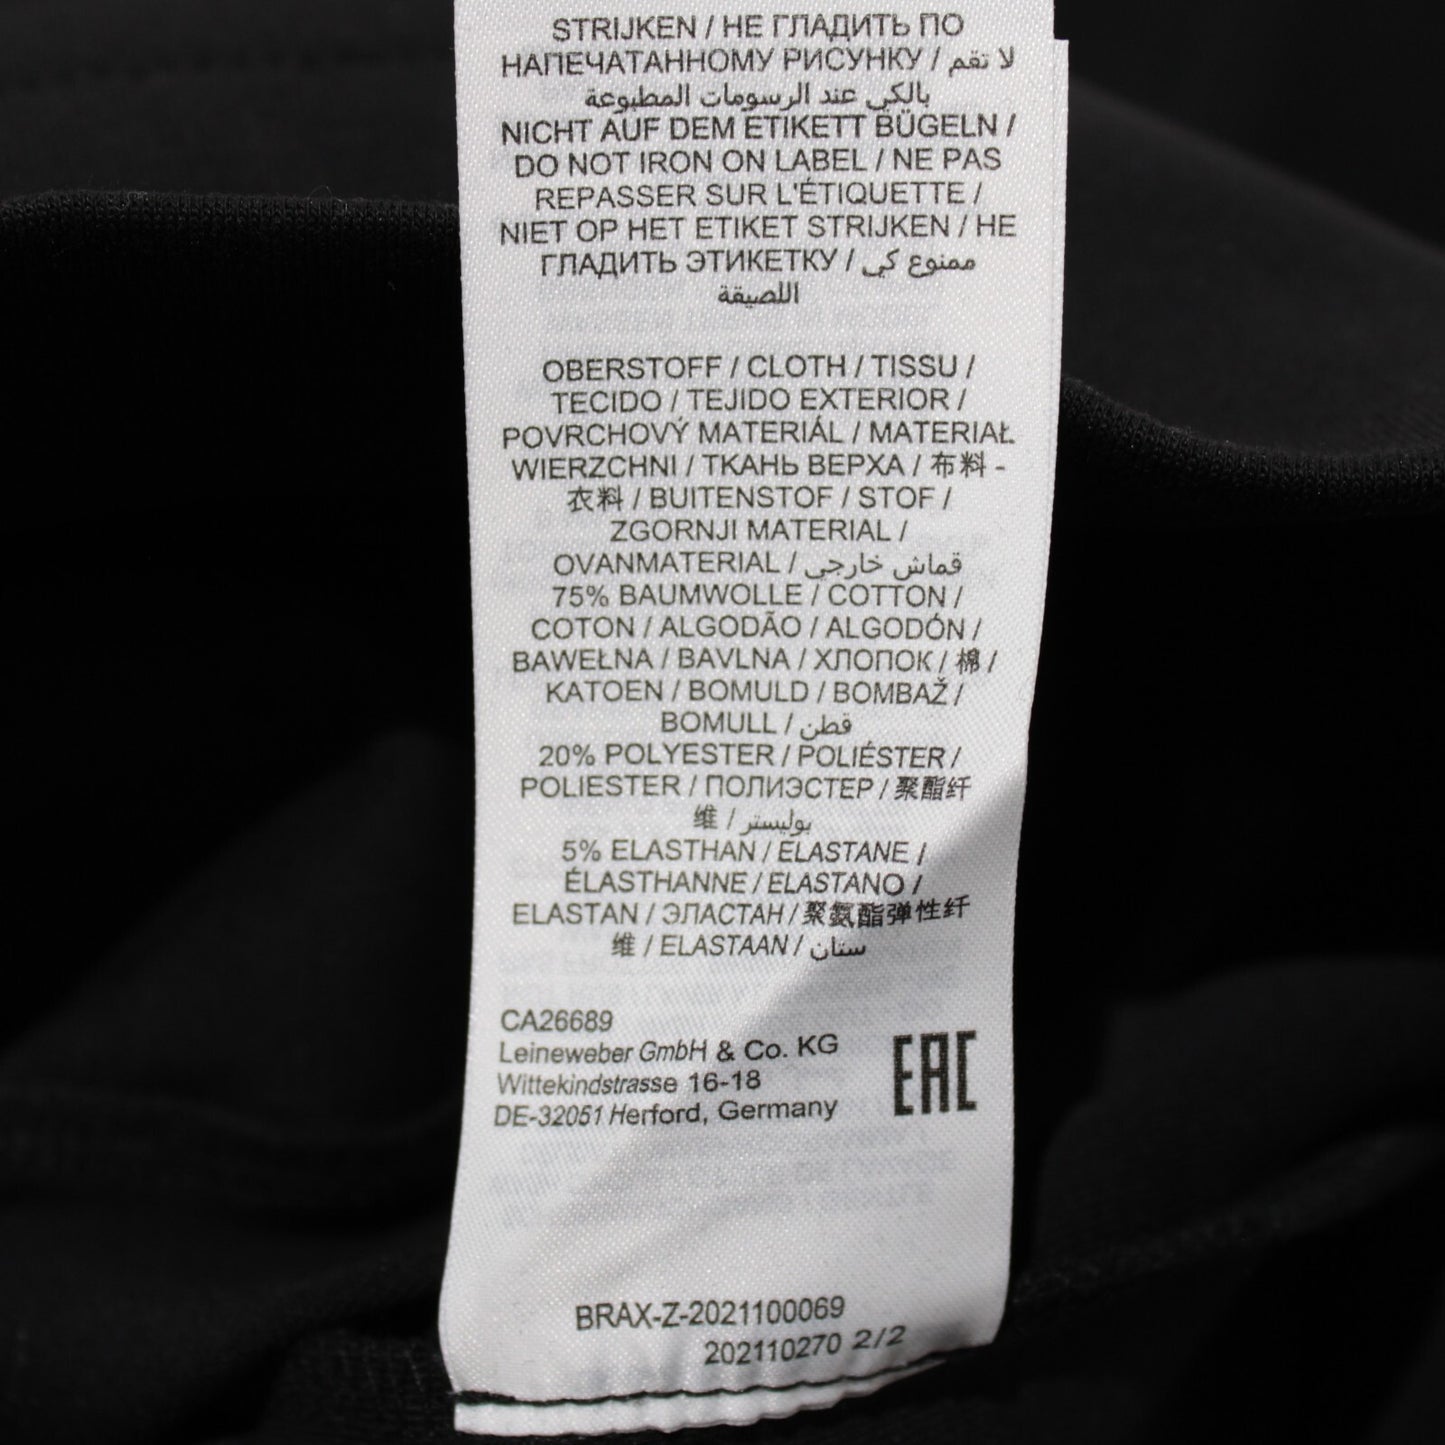 STRIJKEN / НЕ ГЛАДИТЬ ПО
НАПЕЧАТАННОМУ РИСУНКУ / لا تقم
بالكي عند الرسومات المطبوعة
NICHT AUF DEM ETIKETT BÜGELN /
DO NOT IRON ON LABEL / NE PAS
REPASSER SUR L'ÉTIQUETTE /
NIET OP HET ETIKET STRIJKEN / НЕ
ГЛАДИТЬ ЭТИКЕТКУ / ممنوع كي
اللصيقة
OBERSTOFF / CLOTH / TISSU /
TECIDO / TEJIDO EXTERIOR /
POVRCHOVÝ MATERIÁL / MATERIAŁ
WIERZCHNI / ТКАНЬ ВЕРХА / 布料 -
衣料 / BUITENSTOF / STOF /
ZGORNJI MATERIAL /
OVANMATERIAL / قماش خارجي
75% BAUMWOLLE / COTTON /
COTON / ALGODÃO / ALGODÓN /
BAWEŁNA / BAVLNA / ХЛОПОК / 棉 /
KATOEN / BOMULD / BOMBAŽ /
BOMULL / قطن
20% POLYESTER / POLIÉSTER /
POLIESTER / ПОЛИЭСТЕР / 聚酯纤
维 / بوليستر
5% ELASTHAN / ELASTANE /
ÉLASTHANNE / ELASTANO /
ELASTAN / ЭЛАСТАН / 聚氨酯弹性纤
维 / ELASTAAN / ستان
CA26689
Leineweber GmbH & Co. KG
Wittekindstrasse 16-18
DE-32051 Herford, Germany
EAC
BRAX-Z-2021100069
202110270 2/2